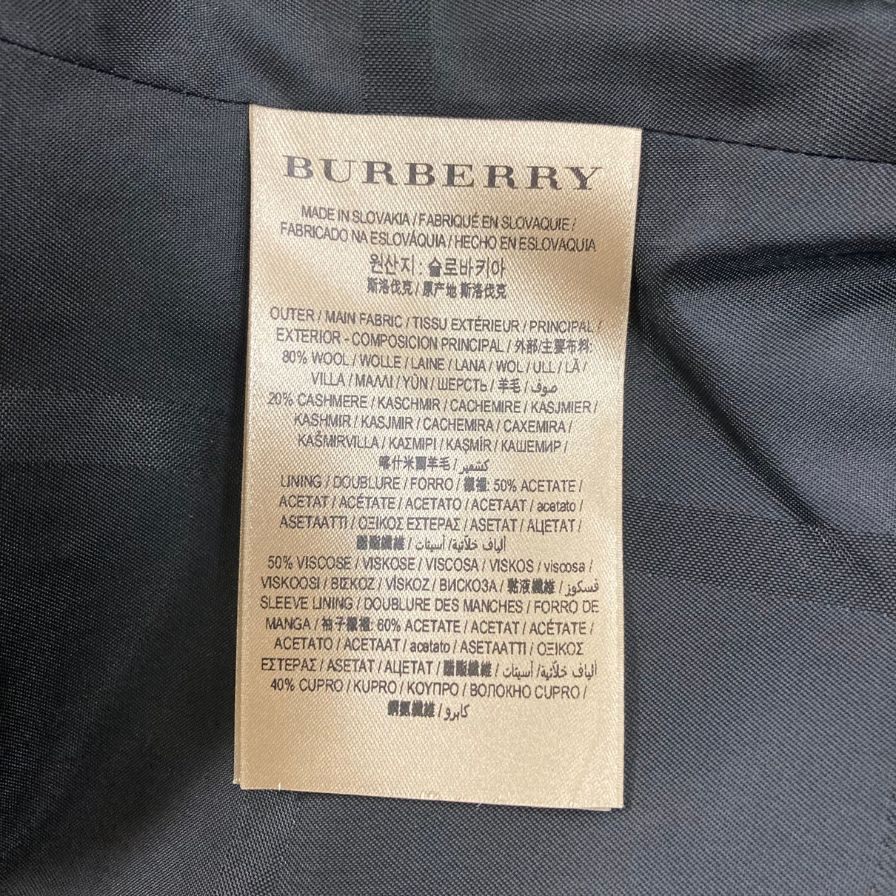 BURBERRY
MADE IN SLOVAKIA / FABRIQUÉ EN SLOVAQUIE /
FABRICADO NA ESLOVÁQUIA / HECHO EN ESLOVAQUIA
원산지 : 슬로바키아
斯洛伐克 / 原产地 斯洛伐克
OUTER / MAIN FABRIC / TISSU EXTÉRIEUR / PRINCIPAL /
EXTERIOR - COMPOSICION PRINCIPAL / 外部/主要布料:
80% WOOL / WOLLE / LAINE / LANA / WOL / ULL / LÃ /
VILLA / ΜΑΛΛΙ / YÜN / ШЕРСТЬ / 羊毛 / صوف /
20% CASHMERE / KASCHMIR / CACHEMIRE / KASJMIER /
KASHMIR / KASJMIR / CACHEMIRA / CAXEMIRA /
KAŠMIRVILLA / ΚΑΣΜΙΡΙ / KAŞMİR / КАШЕМИР /
喀什米爾羊毛 / كشمير
LINING / DOUBLURE / FORRO / 襯裡: 50% ACETATE /
ACETAT / ACÉTATE / ACETATO / ACETAAT / acetato /
ASETAATTI / ΟΞΙΚΟΣ ΕΣΤΕΡΑΣ / ASETAT / АЦЕТАТ /
醋酯纖維 / ألياف خلاتية/ أسيتات
50% VISCOSE / VISKOSE / VISCOSA / VISKOS / viscosa /
VISKOOSI / ΒΙΣΚΟΖ / VİSKOZ / ВИСКОЗА / 黏液纖維 / فسكوز
SLEEVE LINING / DOUBLURE DES MANCHES / FORRO DE
MANGA / 袖子襯裡: 60% ACETATE / ACETAT / ACÉTATE /
ACETATO / ACETAAT / acetato / ASETAATTI / ΟΞΙΚΟΣ
ΕΣΤΕΡΑΣ / ASETAT / АЦЕТАТ / 醋酯纖維 / ألياف خلاتية/ أسيتات /
40% CUPRO / KUPRO / ΚΟΥΠΡΟ / ВОЛОКНО CUPRO /
銅氨纖維 / كابرو